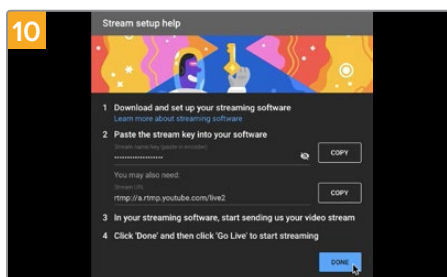 10
Stream setup help
1 Download and set up your streaming software
Learn more about streaming software
2 Paste the stream key into your software
Stream name/key (paste in encoder)
••••••••••••••••••• COPY
You may also need:
Stream URL
rtmp://a.rtmp.youtube.com/live2 COPY
3 In your streaming software, start sending us your video stream
4 Click 'Done' and then click 'Go Live' to start streaming
DONE